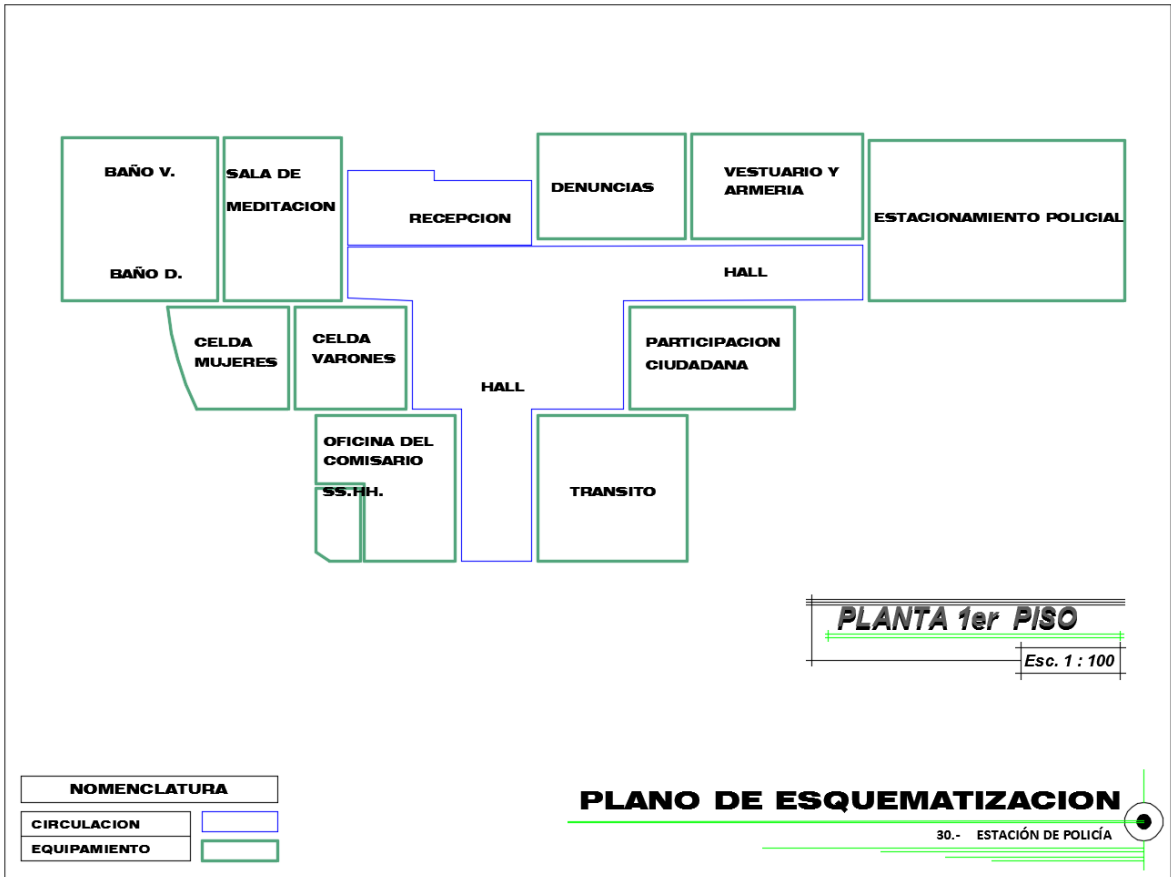 BAÑO V.
BAÑO D.
SALA DE
MEDITACION
RECEPCION
DENUNCIAS
VESTUARIO Y
ARMERIA
ESTACIONAMIENTO POLICIAL
HALL
CELDA
MUJERES
CELDA
VARONES
HALL
PARTICIPACION
CIUDADANA
OFICINA DEL
COMISARIO
SS.HH.
TRANSITO
PLANTA 1er PISO
Esc. 1 : 100
NOMENCLATURA
CIRCULACION
EQUIPAMIENTO
PLANO DE ESQUEMATIZACION
30.- ESTACIÓN DE POLICÍA